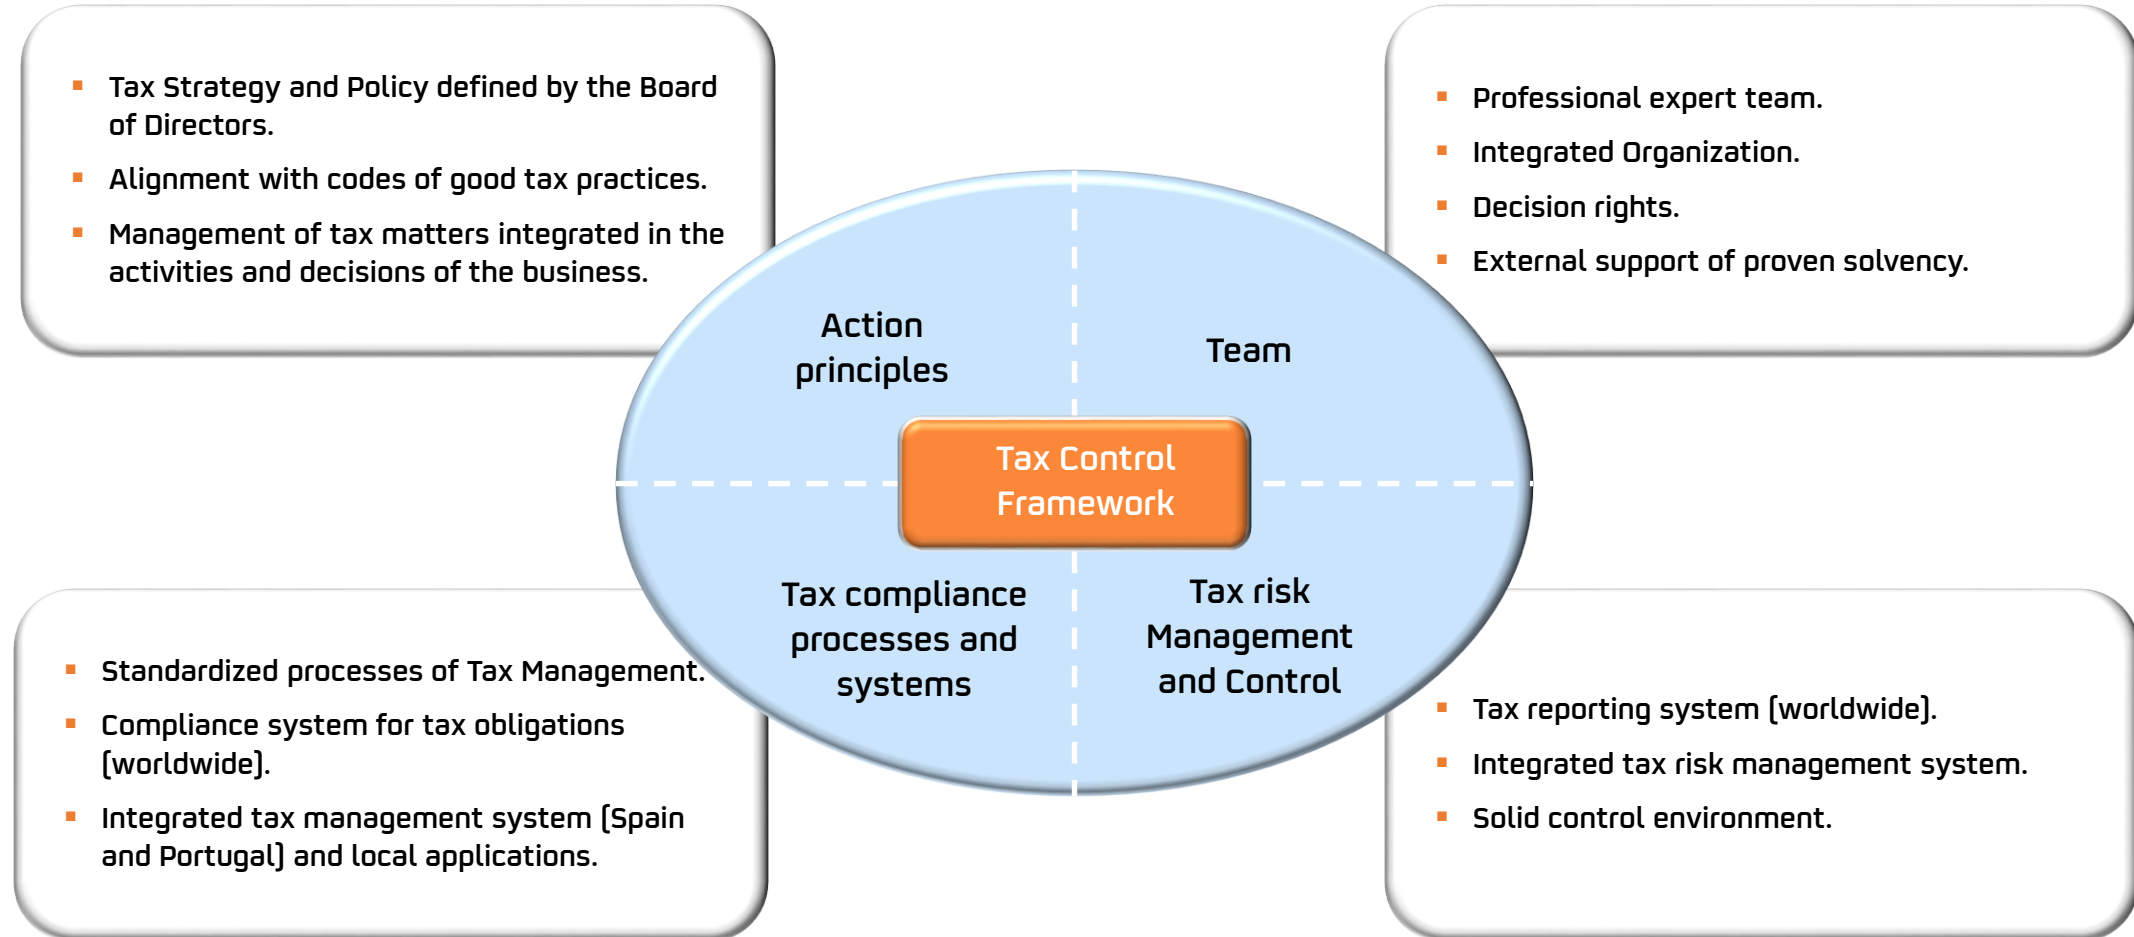 ▪ Tax Strategy and Policy defined by the Board
of Directors.
▪ Alignment with codes of good tax practices.
▪ Management of tax matters integrated in the
activities and decisions of the business.
▪ Professional expert team.
▪ Integrated Organization.
▪ Decision rights.
▪ External support of proven solvency.
Action
principles
Team
Tax Control
Framework
Tax compliance
processes and
systems
Tax risk
Management
and Control
▪ Standardized processes of Tax Management.
▪ Compliance system for tax obligations
(worldwide).
▪ Integrated tax management system (Spain
and Portugal) and local applications.
▪ Tax reporting system (worldwide).
▪ Integrated tax risk management system.
▪ Solid control environment.